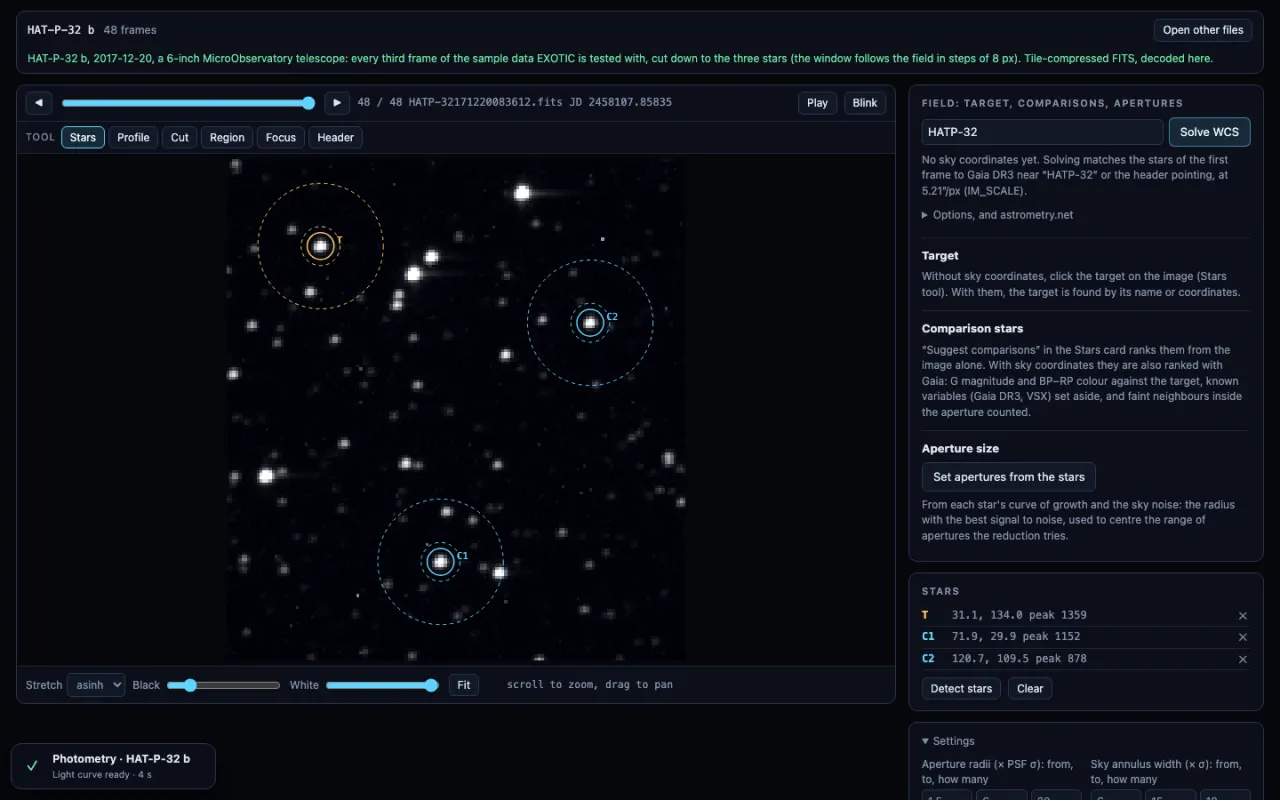 HAT-P-32 b 48 frames
Open other files
HAT-P-32 b, 2017-12-20, a 6-inch MicroObservatory telescope: every third frame of the sample data EXOTIC is tested with, cut down to the three stars (the window follows the field in steps of 8 px). Tile-compressed FITS, decoded here.
◀ ▶ 48 / 48 HATP-32171220083612.fits JD 2458107.85835 Play Blink
TOOL Stars Profile Cut Region Focus Header
T
C2
C1
Stretch asinh Black White Fit scroll to zoom, drag to pan
FIELD: TARGET, COMPARISONS, APERTURES
HATP-32 Solve WCS
No sky coordinates yet. Solving matches the stars of the first
frame to Gaia DR3 near "HATP-32" or the header pointing, at
5.21"/px (IM_SCALE).
▶ Options, and astrometry.net
Target
Without sky coordinates, click the target on the image (Stars
tool). With them, the target is found by its name or coordinates.
Comparison stars
"Suggest comparisons" in the Stars card ranks them from the
image alone. With sky coordinates they are also ranked with
Gaia: G magnitude and BP−RP colour against the target, known
variables (Gaia DR3, VSX) set aside, and faint neighbours inside
the aperture counted.
Aperture size
Set apertures from the stars
From each star's curve of growth and the sky noise: the radius
with the best signal to noise, used to centre the range of
apertures the reduction tries.
STARS
T 31.1, 134.0 peak 1359 ×
C1 71.9, 29.9 peak 1152 ×
C2 120.7, 109.5 peak 878 ×
Detect stars Clear
▼ Settings
Aperture radii (× PSF σ): from,
to, how many
Sky annulus width (× σ): from,
to, how many
✓ Photometry · HAT-P-32 b
Light curve ready · 4 s